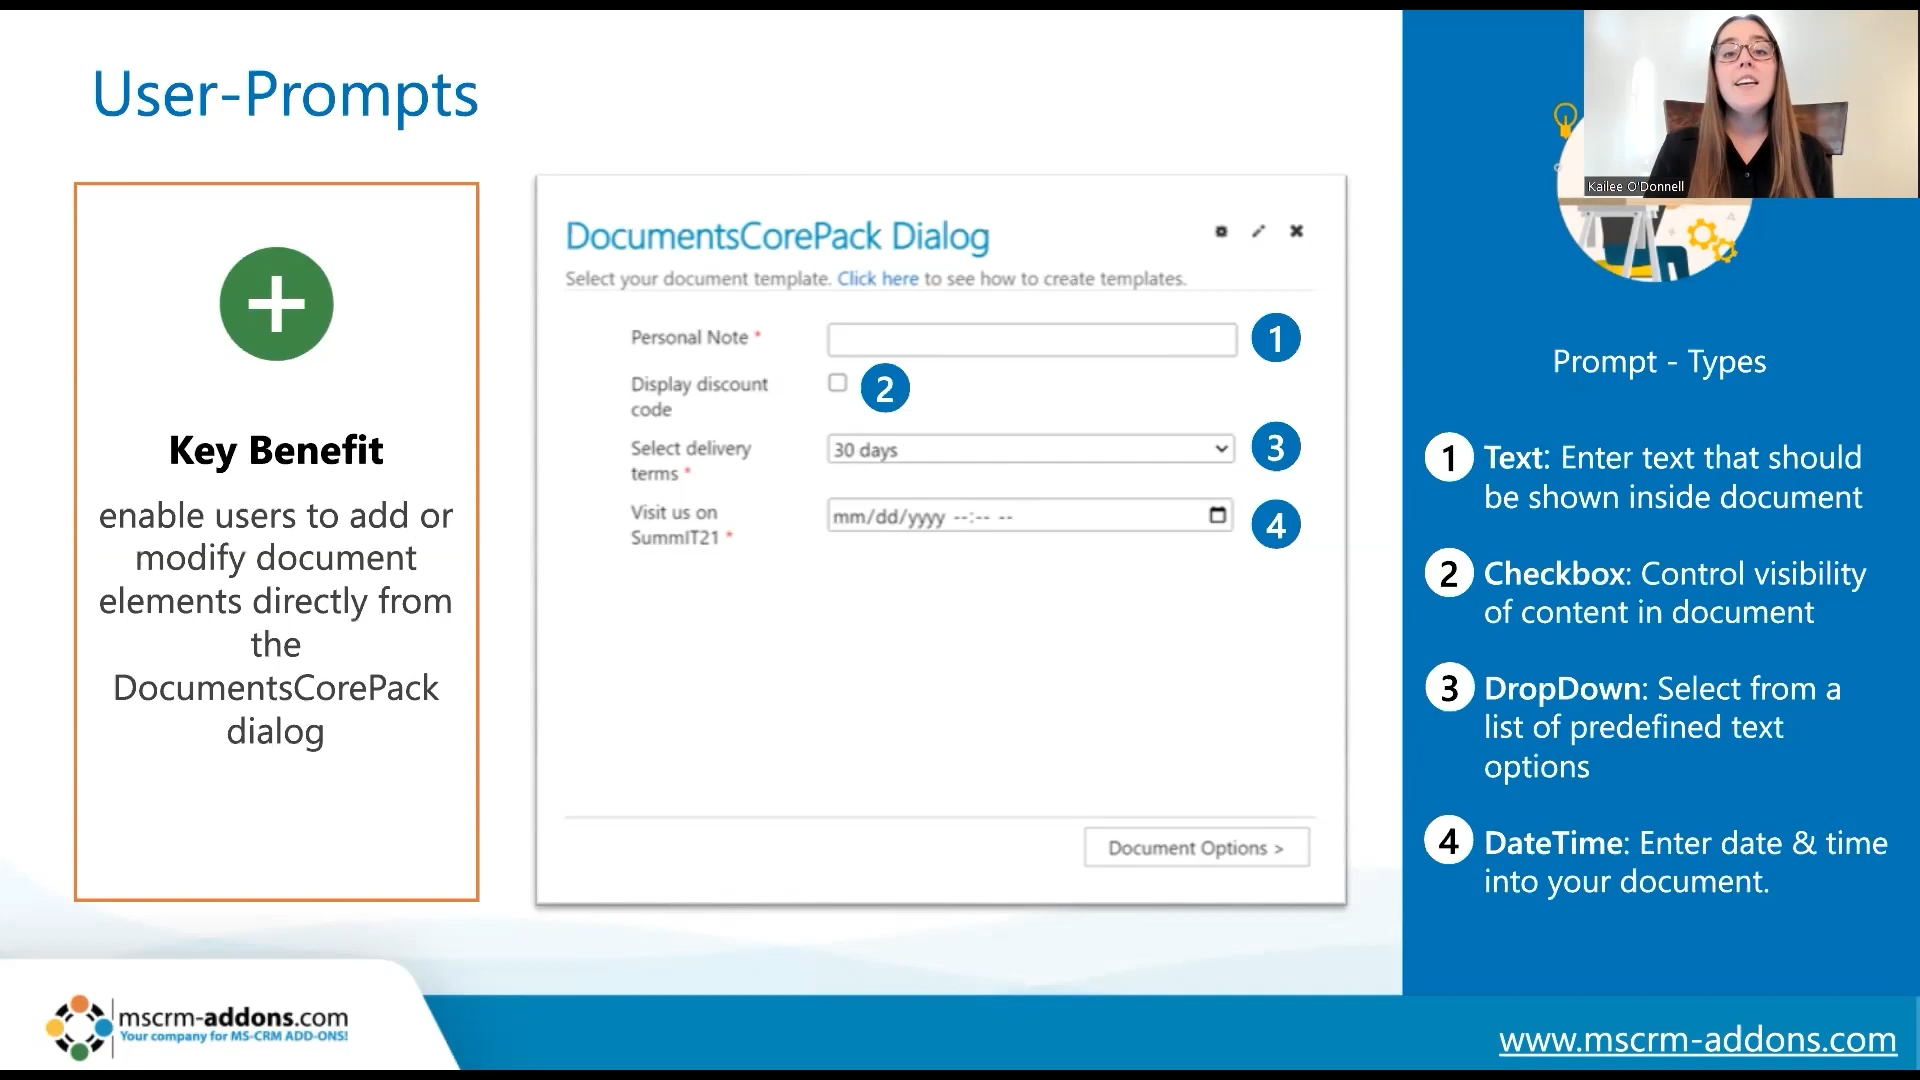 User-Prompts
Key Benefit
enable users to add or
modify document
elements directly from
the
DocumentsCorePack
dialog
DocumentsCorePack Dialog
Select your document template. Click here to see how to create templates.
Personal Note *
1
Display discount
code
2
Select delivery
terms *
30 days
3
Visit us on
SummIT21 *
mm/dd/yyyy --:-- --
4
Document Options >
Kailee O'Donnell
Prompt - Types
1 Text: Enter text that should
be shown inside document
2 Checkbox: Control visibility
of content in document
3 DropDown: Select from a
list of predefined text
options
4 DateTime: Enter date & time
into your document.
mscrm-addons.com
Your company for MS-CRM ADD-ONS!
www.mscrm-addons.com